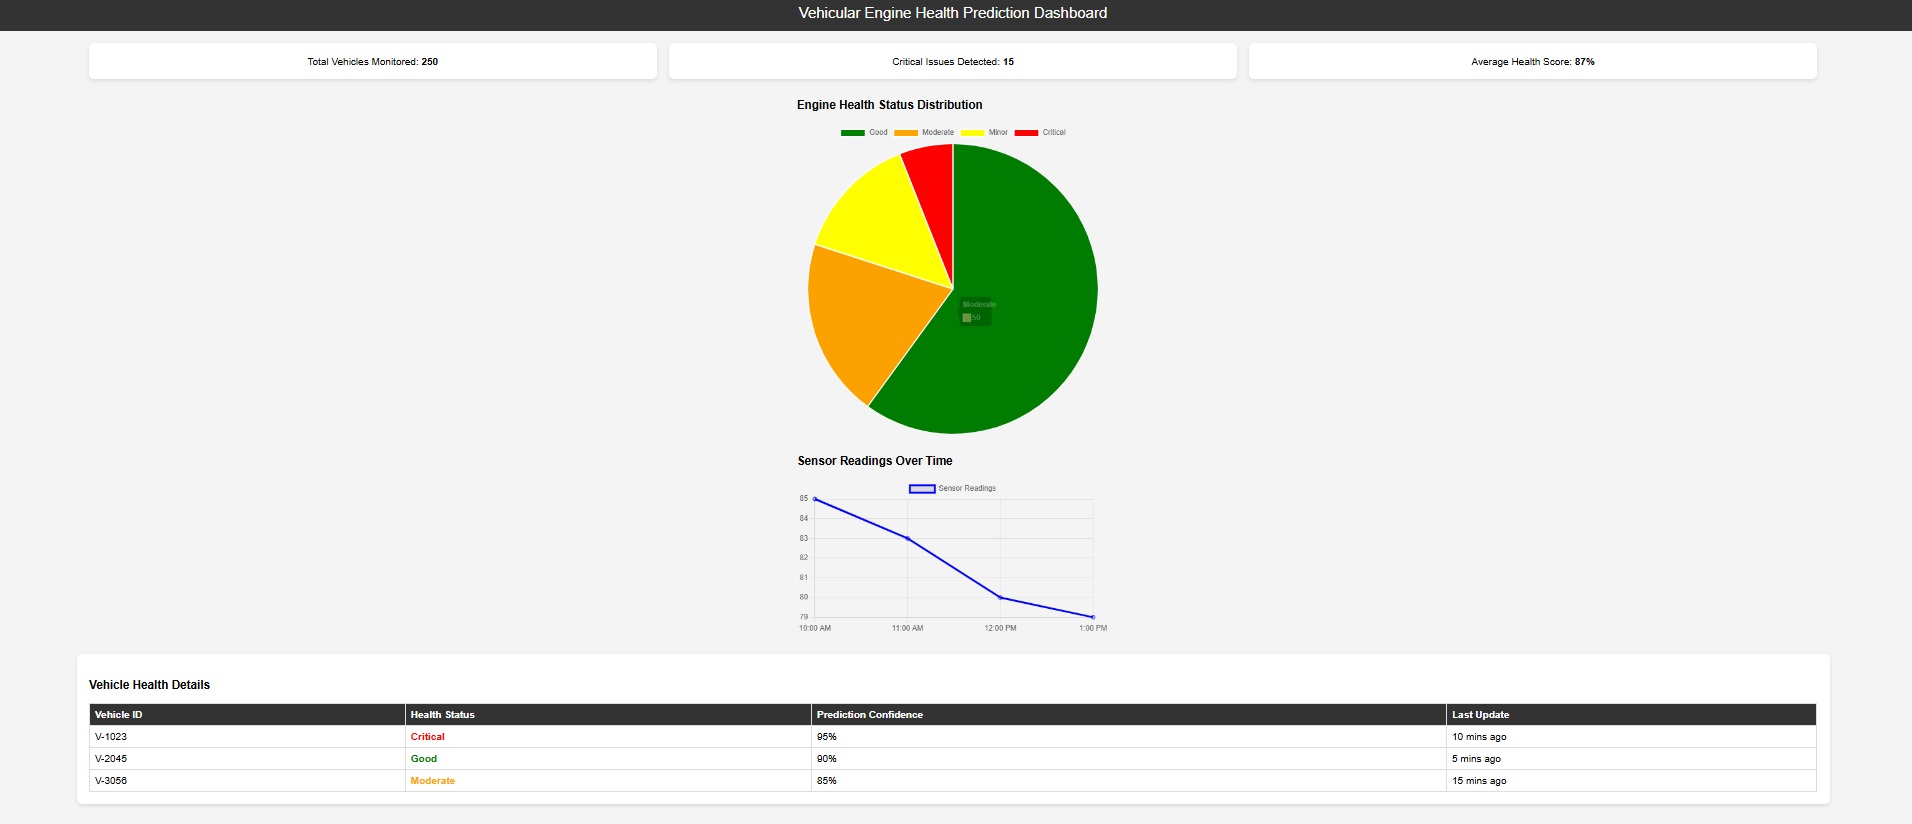 Vehicular Engine Health Prediction Dashboard
Total Vehicles Monitored: 250
Critical Issues Detected: 15
Average Health Score: 87%
Engine Health Status Distribution
Good Moderate Minor Critical
Moderate
50
Sensor Readings Over Time
Sensor Readings
85
84
83
82
81
80
79
10:00 AM 11:00 AM 12:00 PM 1:00 PM
Vehicle Health Details
Vehicle ID Health Status Prediction Confidence Last Update
V-1023 Critical 95% 10 mins ago
V-2045 Good 90% 5 mins ago
V-3056 Moderate 85% 15 mins ago